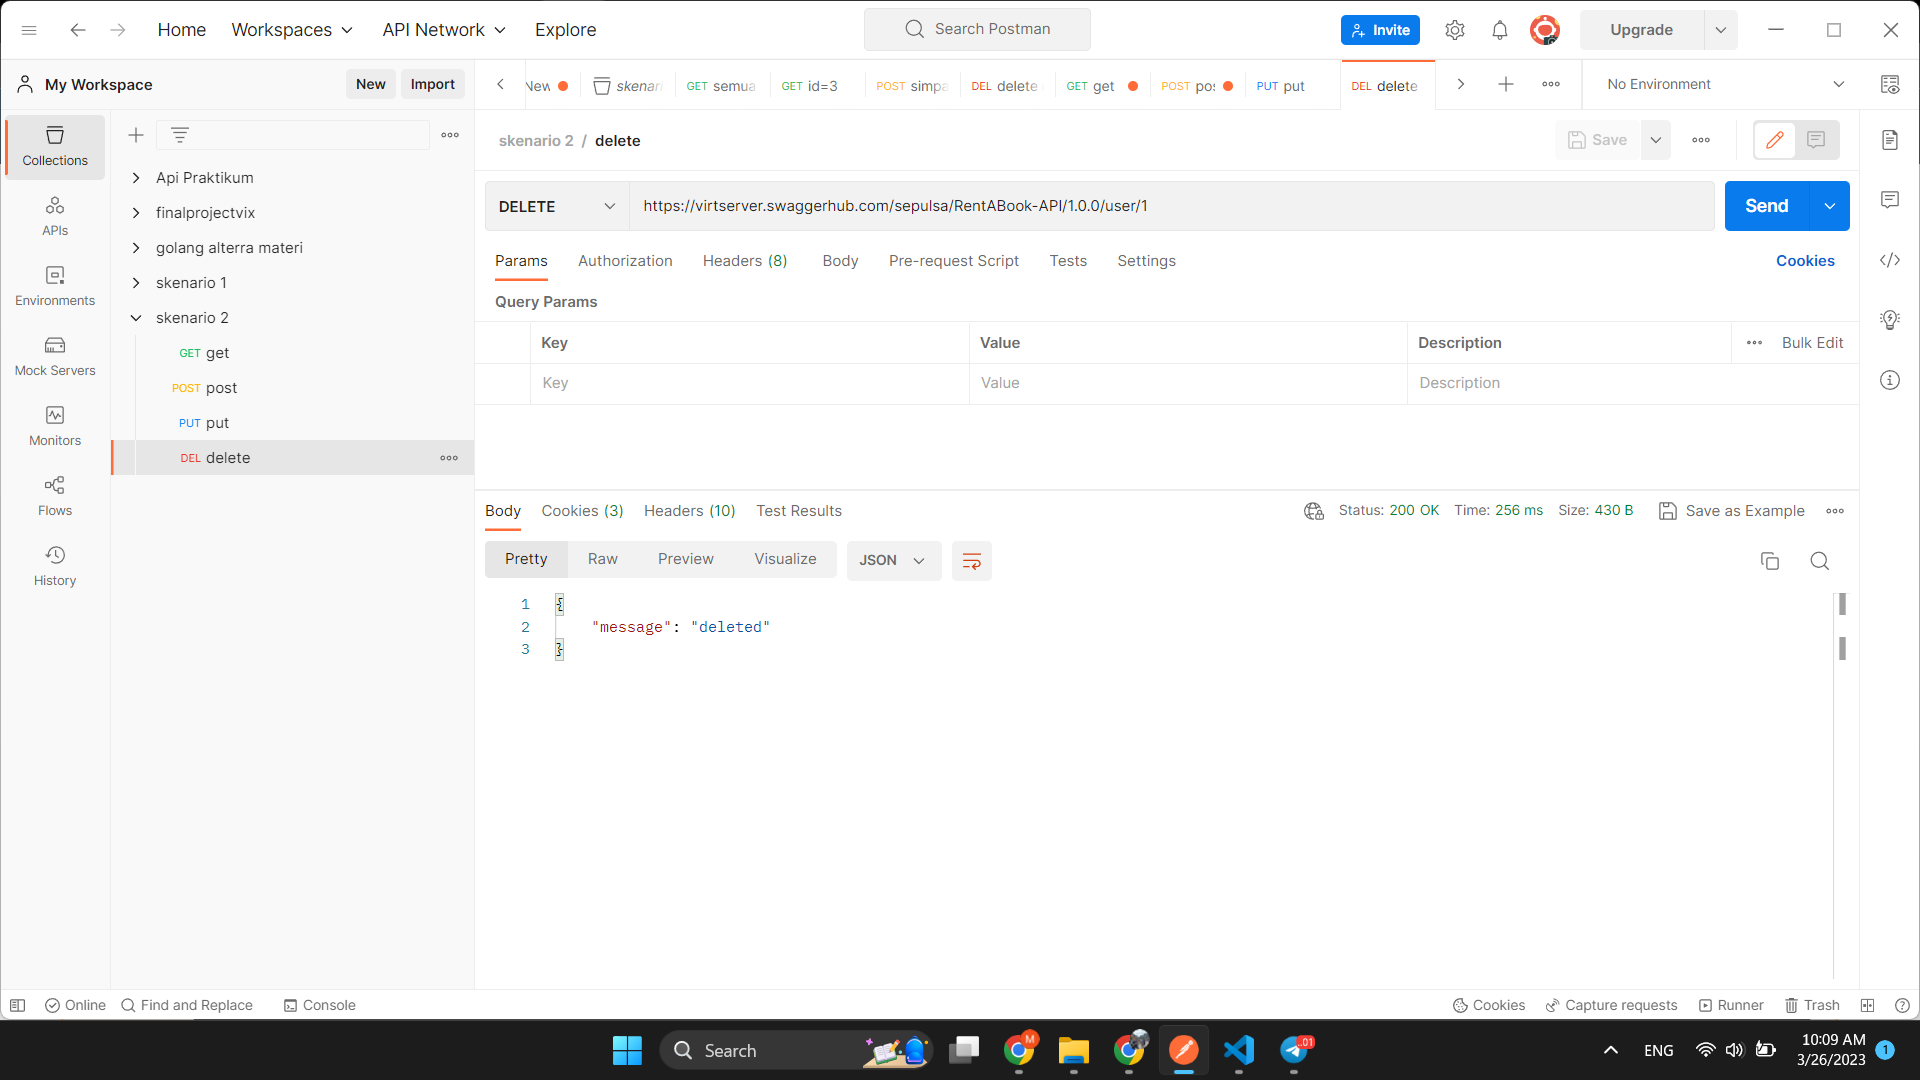 Home
Workspaces
API Network
Explore
Search Postman
Invite
Upgrade
My Workspace
New
Import
New
skenari
GET semua
GET id=3
POST simpa
DEL delete
GET get
POST pos
PUT put
DEL delete
No Environment
Collections
APIs
Environments
Mock Servers
Monitors
Flows
History
Api Praktikum
finalprojectvix
golang alterra materi
skenario 1
skenario 2
GET get
POST post
PUT put
DEL delete
skenario 2 / delete
Save
DELETE
https://virtserver.swaggerhub.com/sepulsa/RentABook-API/1.0.0/user/1
Send
Params
Authorization
Headers (8)
Body
Pre-request Script
Tests
Settings
Cookies
Query Params
Key
Value
Description
Bulk Edit
Key
Value
Description
Body
Cookies (3)
Headers (10)
Test Results
Status: 200 OK
Time: 256 ms
Size: 430 B
Save as Example
Pretty
Raw
Preview
Visualize
JSON
1 {
2 "message": "deleted"
3 }
Online
Find and Replace
Console
Cookies
Capture requests
Runner
Trash
Search
M
.01
ENG
10:09 AM
3/26/2023
1